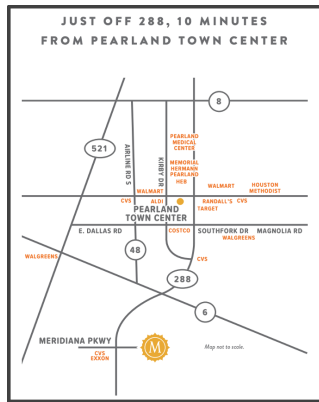 JUST OFF 288, 10 MINUTES
FROM PEARLAND TOWN CENTER
8
521
AIRLINE RD S
KIRBY DR
PEARLAND
MEDICAL
CENTER
MEMORIAL
HERMANN
PEARLAND
HEB
WALMART
WALMART
HOUSTON
METHODIST
CVS
ALDI
RANDALL'S
CVS
PEARLAND
TOWN CENTER
TARGET
E. DALLAS RD
COSTCO
SOUTHFORK DR
MAGNOLIA RD
WALGREENS
48
WALGREENS
CVS
288
6
MERIDIANA PKWY
M
Map not to scale.
CVS
EXXON